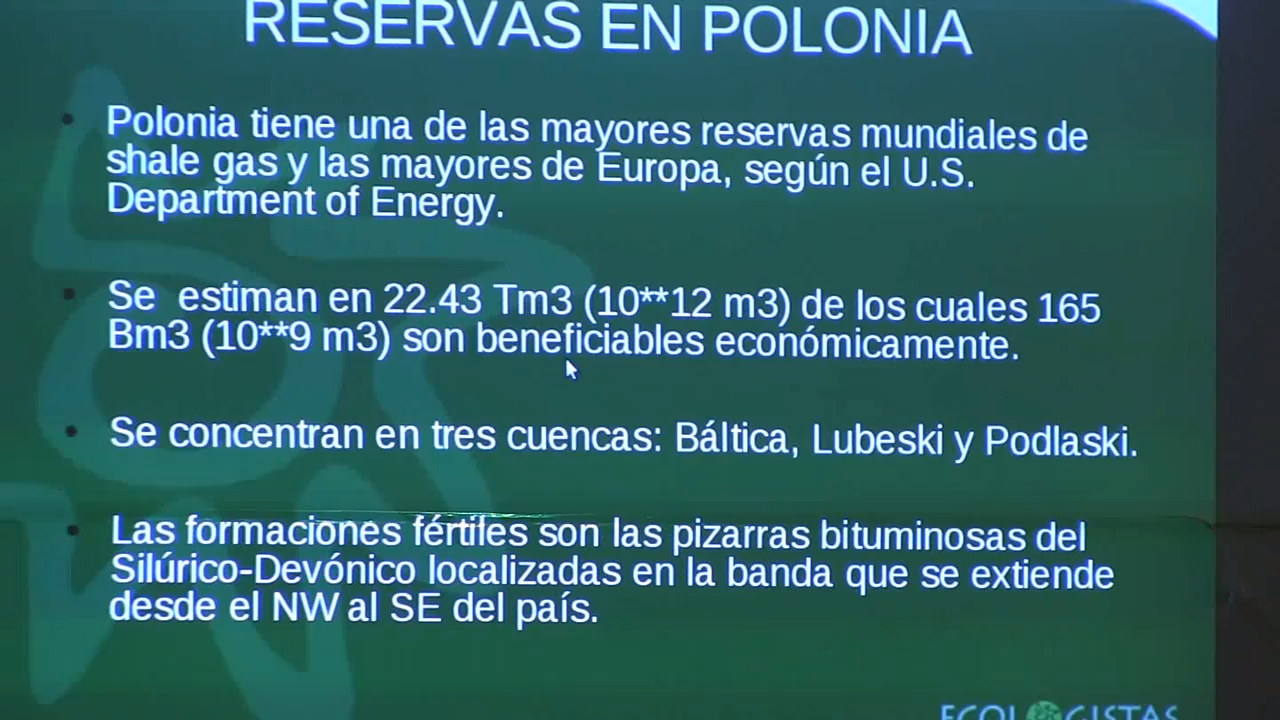 RESERVAS EN POLONIA
Polonia tiene una de las mayores reservas mundiales de
shale gas y las mayores de Europa, según el U.S.
Department of Energy.
Se estiman en 22.43 Tm3 (10**12 m3) de los cuales 165
Bm3 (10**9 m3) son beneficiables económicamente.
Se concentran en tres cuencas: Báltica, Lubeski y Podlaski.
Las formaciones fértiles son las pizarras bituminosas del
Silúrico-Devónico localizadas en la banda que se extiende
desde el NW al SE del país.
ECOLOGISTAS